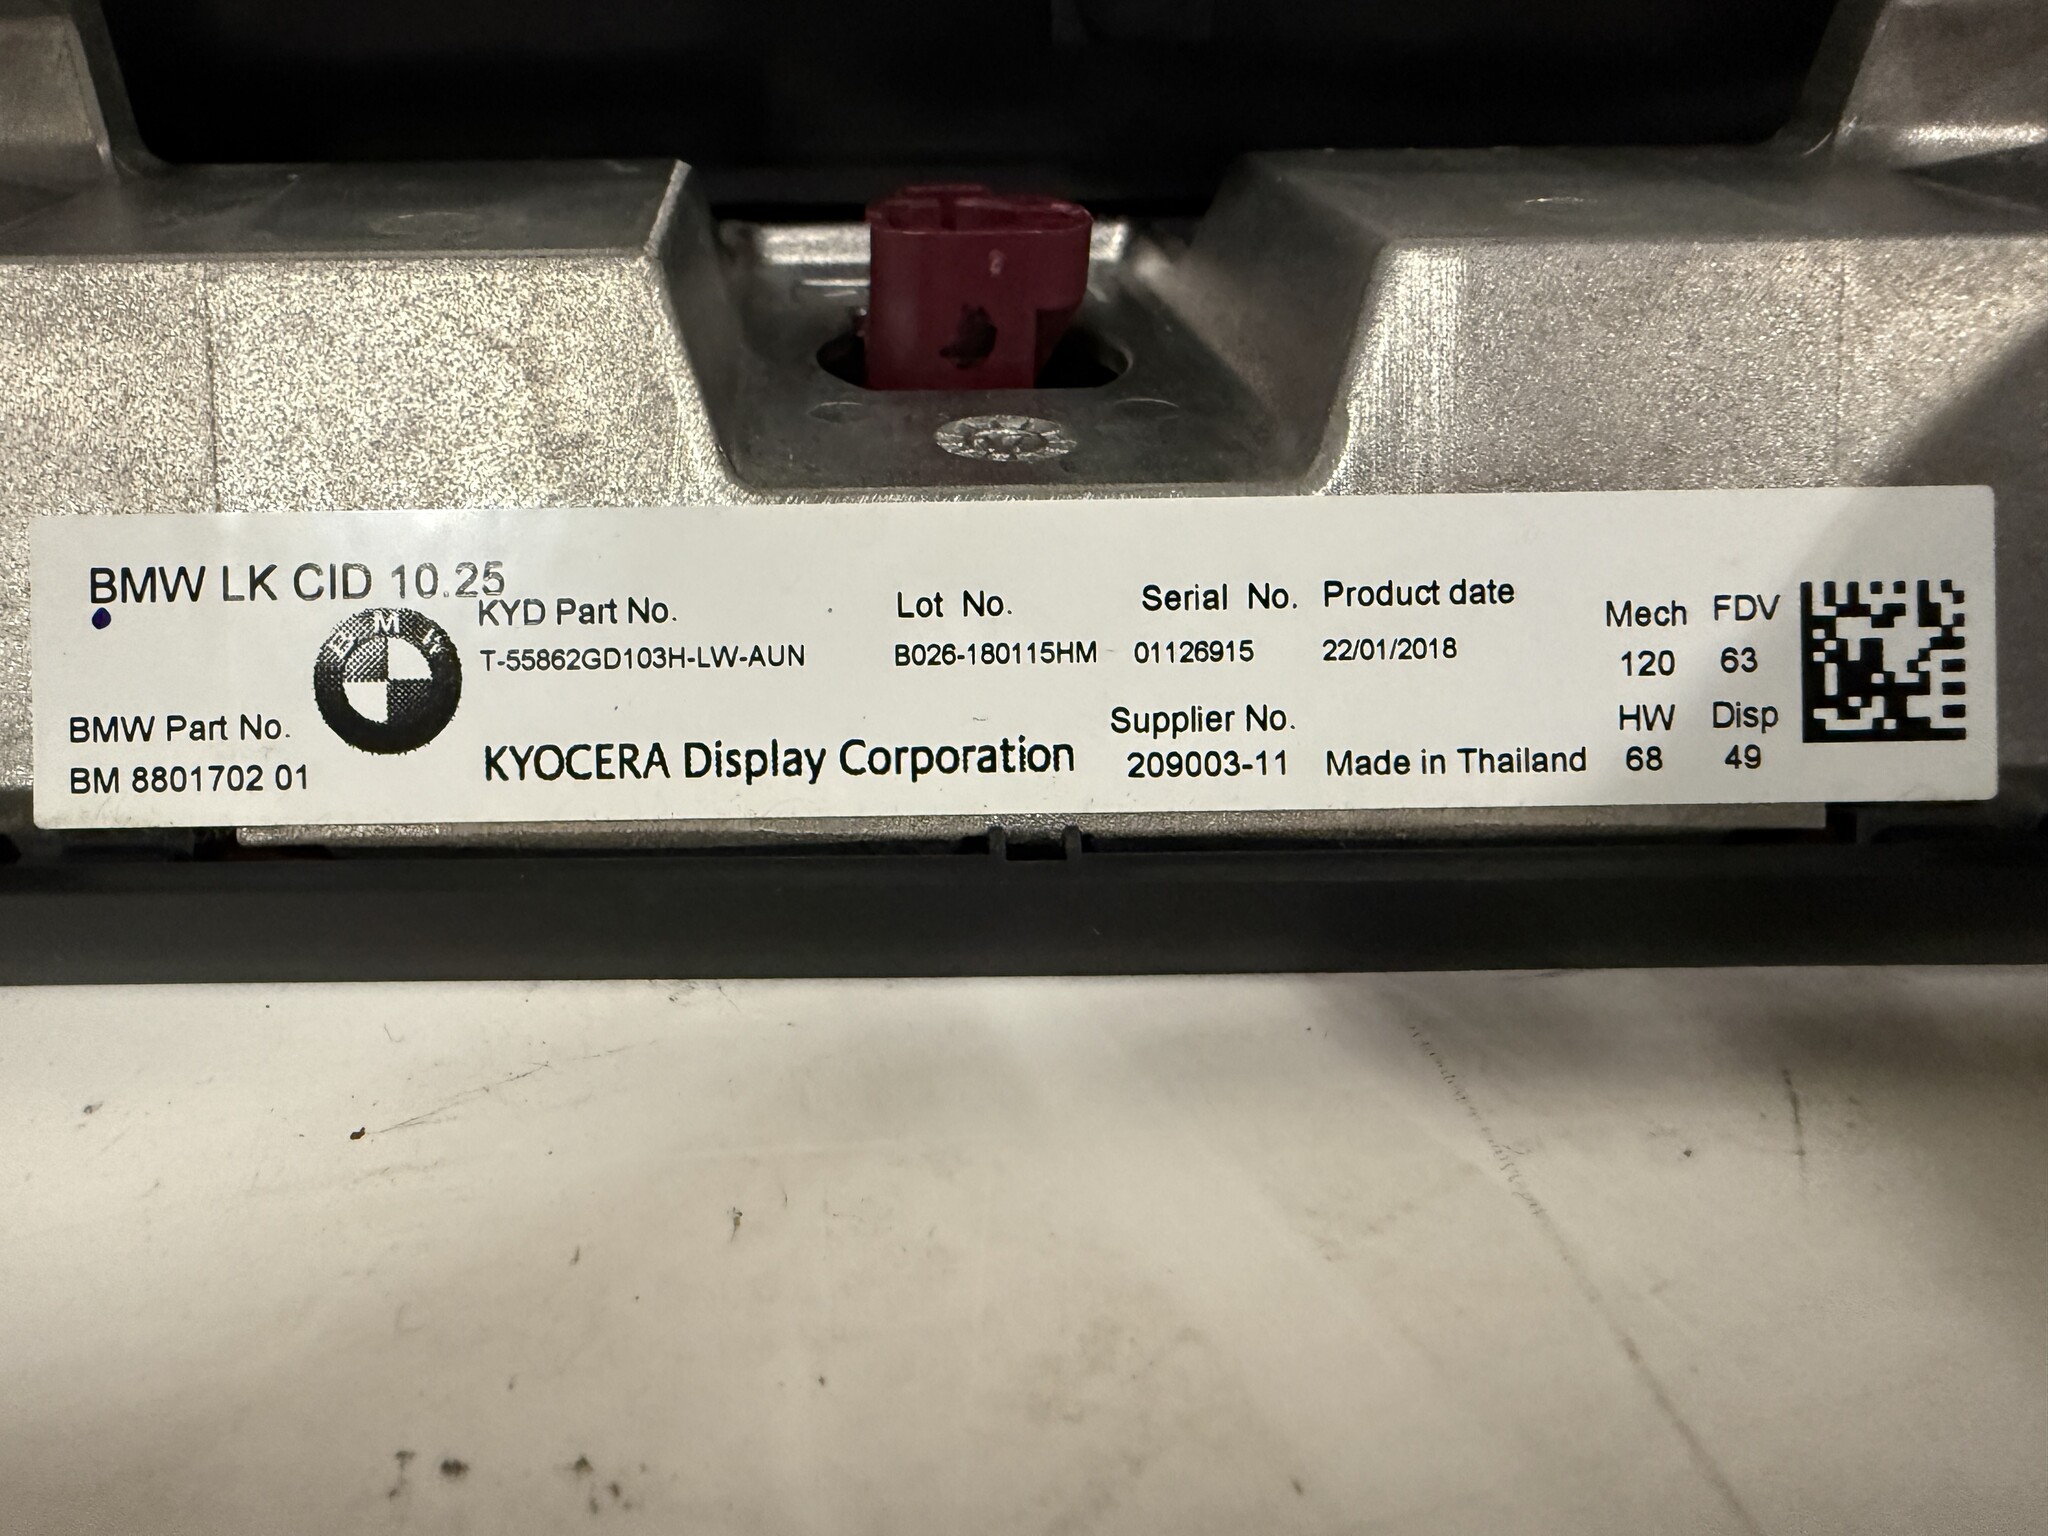 BMW LK CID 10.25
BMW
BMW Part No.
BM 8801702 01
KYD Part No.
T-55862GD103H-LW-AUN
KYOCERA Display Corporation
Lot No.
B026-180115HM
Serial No.
01126915
Product date
22/01/2018
Supplier No.
209003-11
Made in Thailand
Mech FDV
120 63
HW Disp
68 49